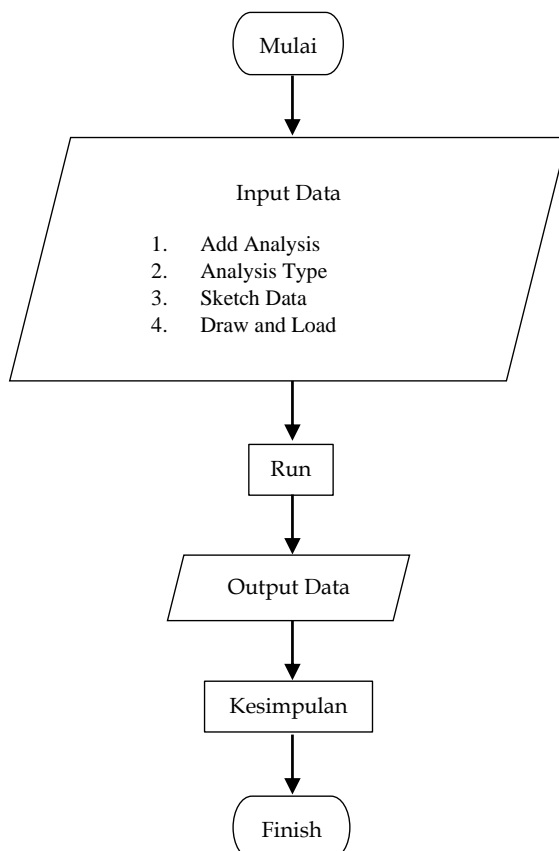 Mulai
Input Data
1. Add Analysis
2. Analysis Type
3. Sketch Data
4. Draw and Load
Run
Output Data
Kesimpulan
Finish